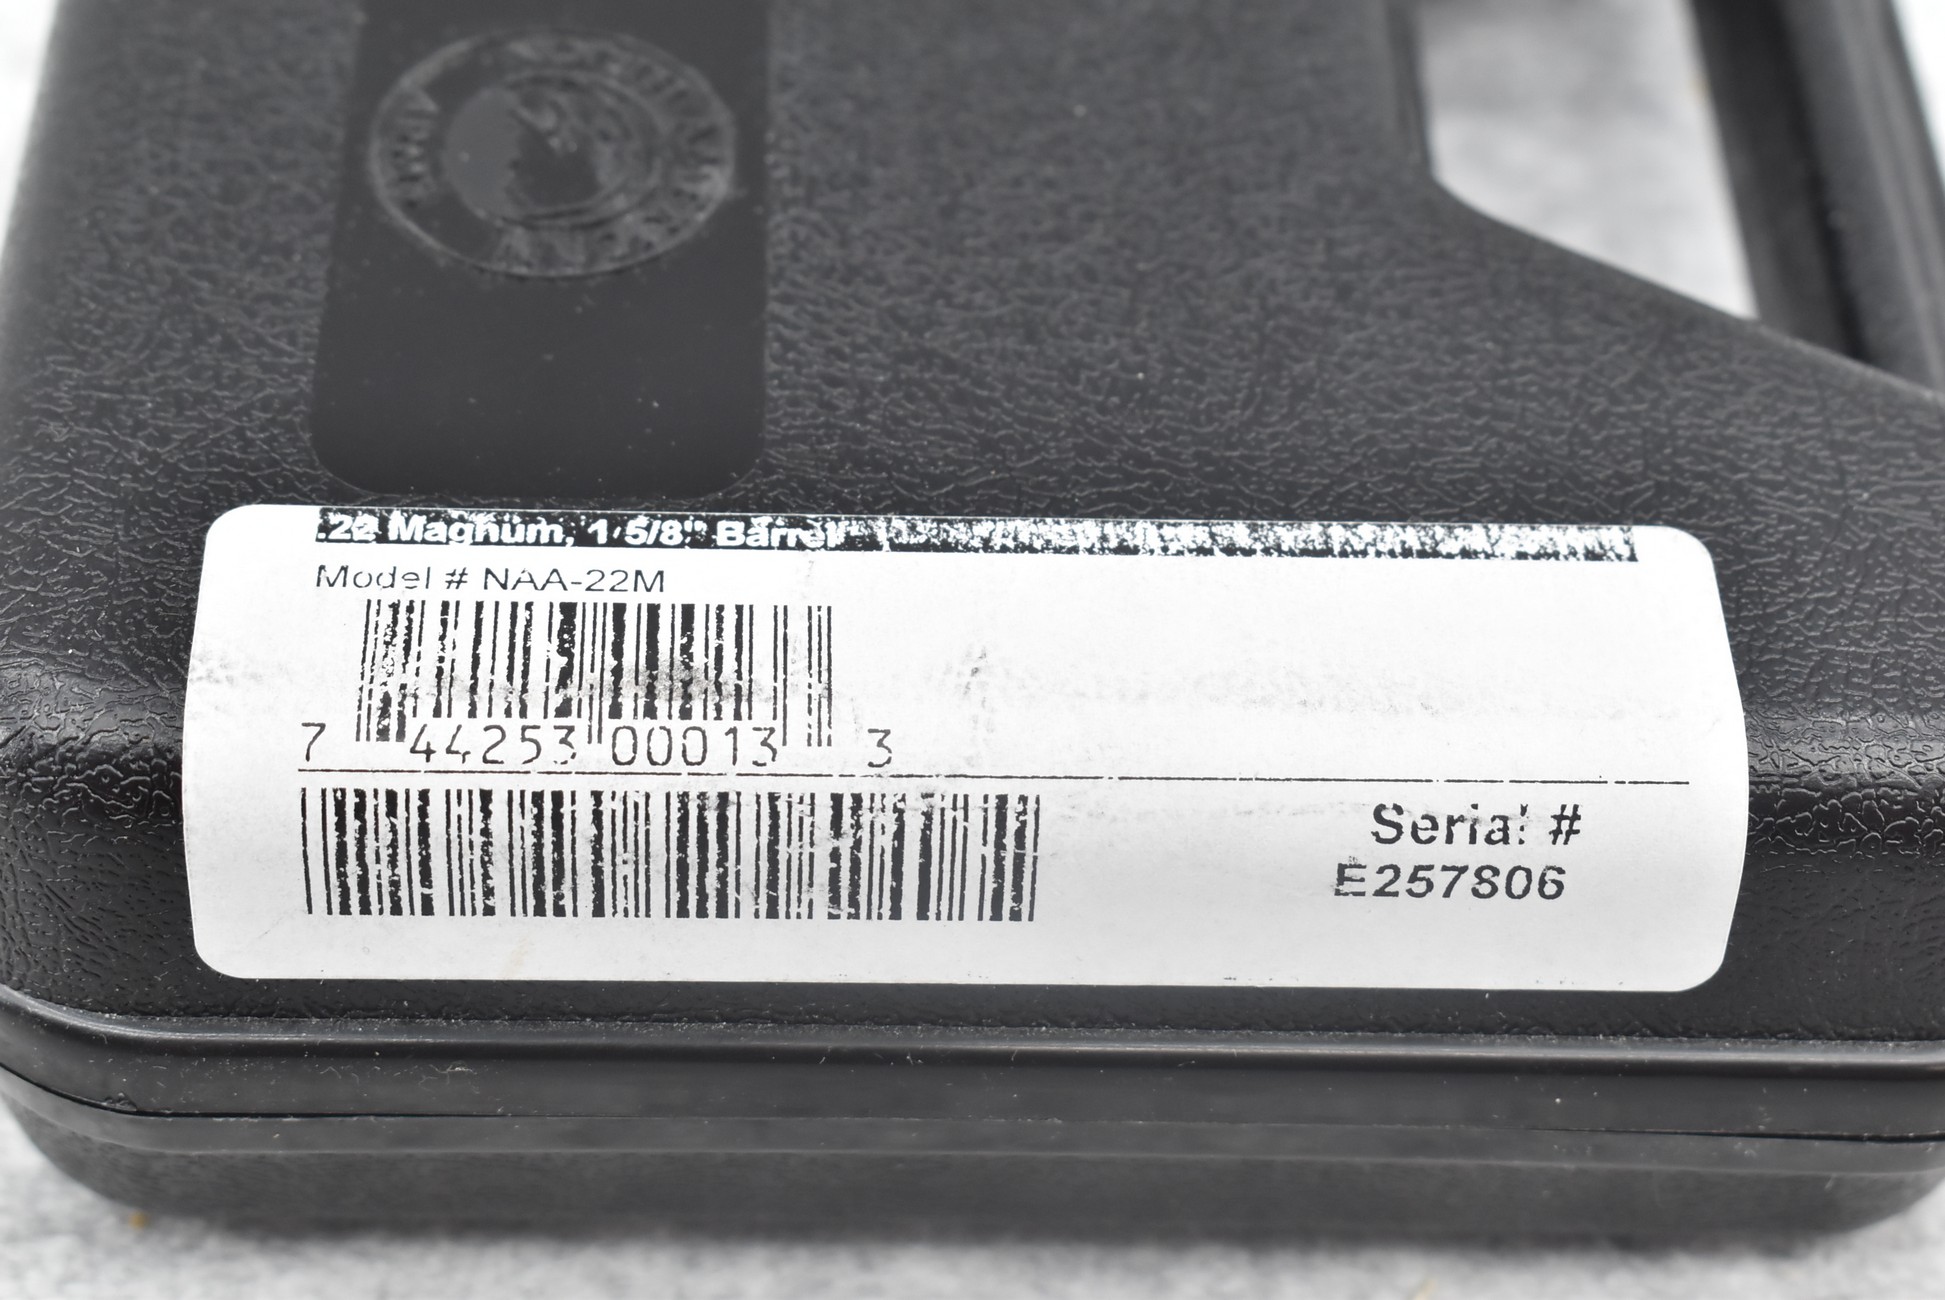 .22 Magnum, 1 5/8" Barrel
Model # NAA-22M
7 44253 00013 3
Serial #
E257806